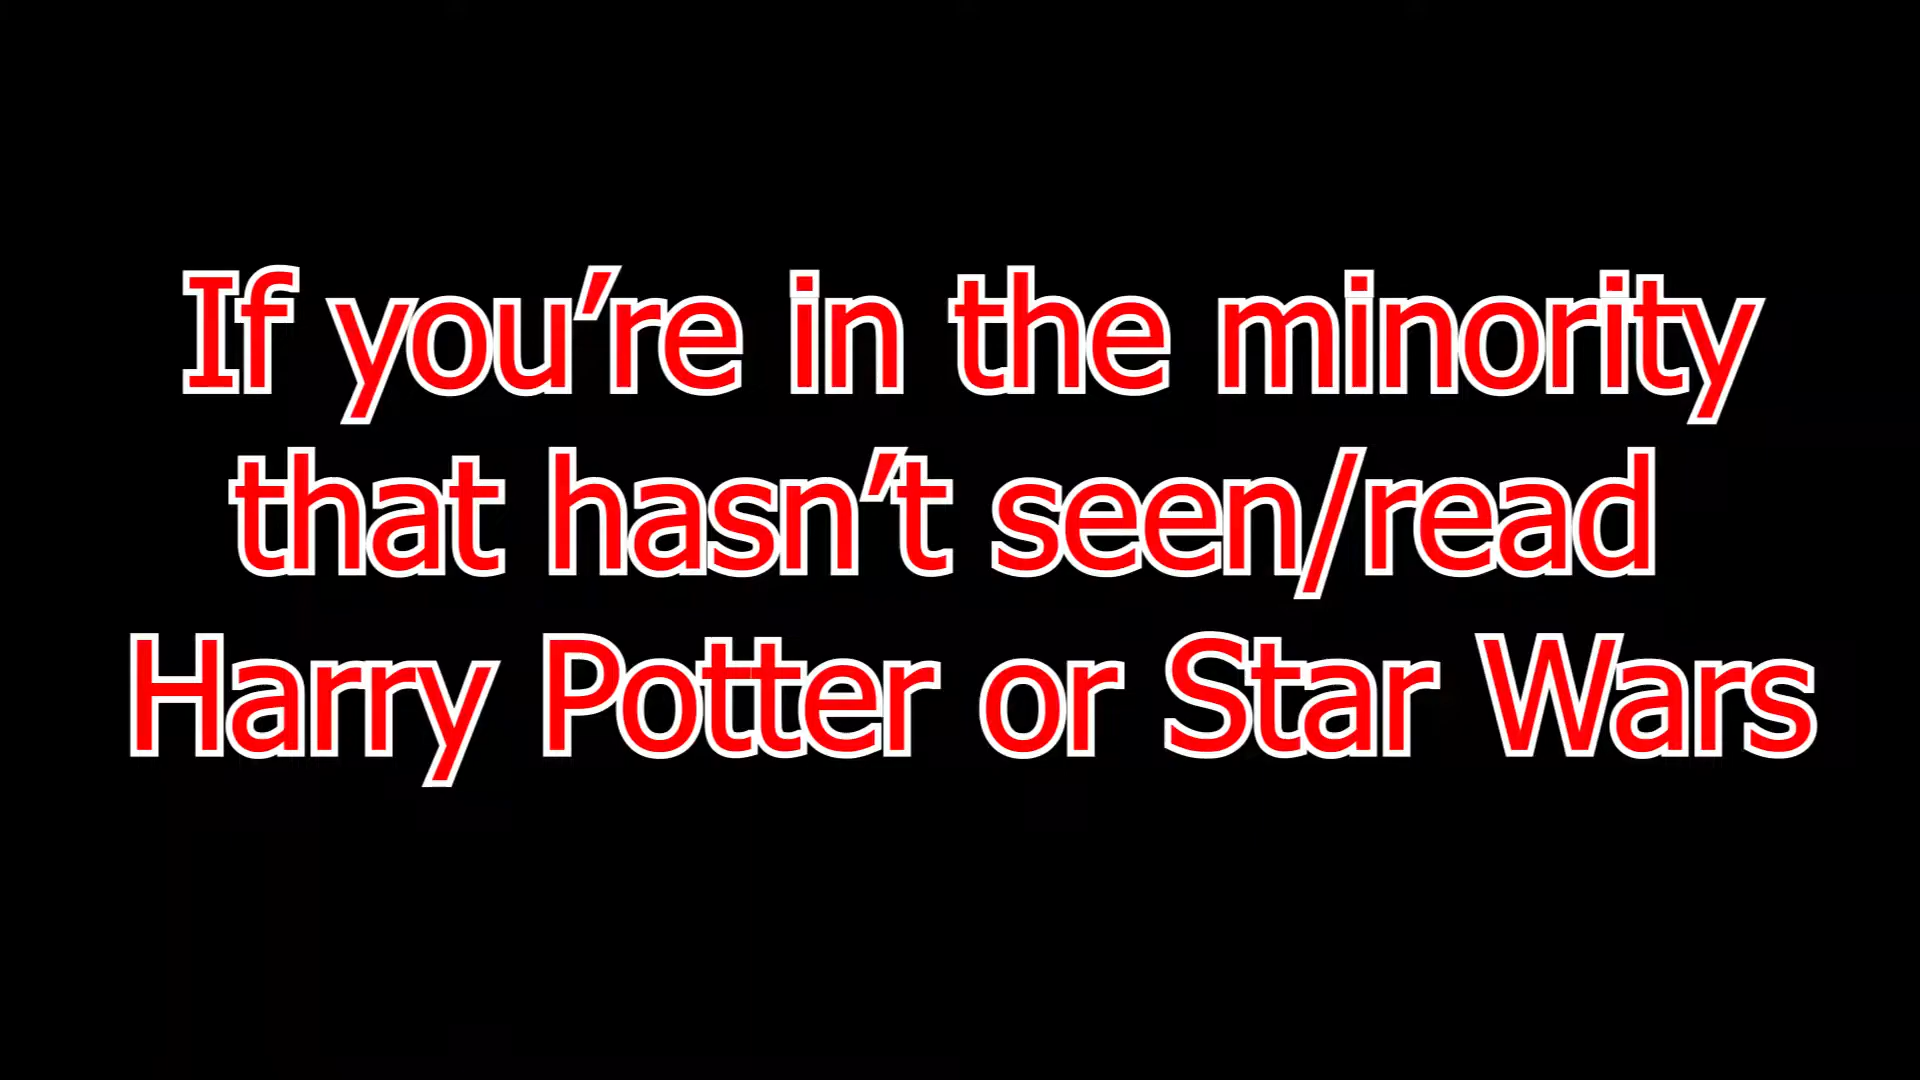 If you’re in the minority
that hasn’t seen/read
Harry Potter or Star Wars